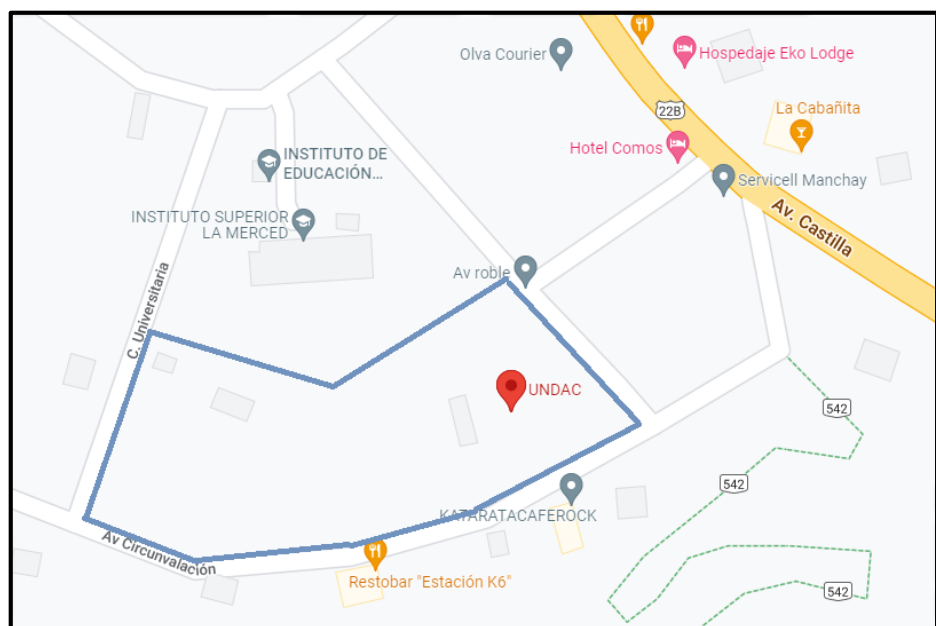 Olva Courier
Hospedaje Eko Lodge
22B
La Cabañita
Hotel Comos
INSTITUTO DE
EDUCACIÓN...
Servicell Manchay
Av. Castilla
INSTITUTO SUPERIOR
LA MERCED
Av roble
C. Universitaria
UNDAC
542
542
KATARATACAFEROCK
Av Circunvalación
Restobar "Estación K6"
542